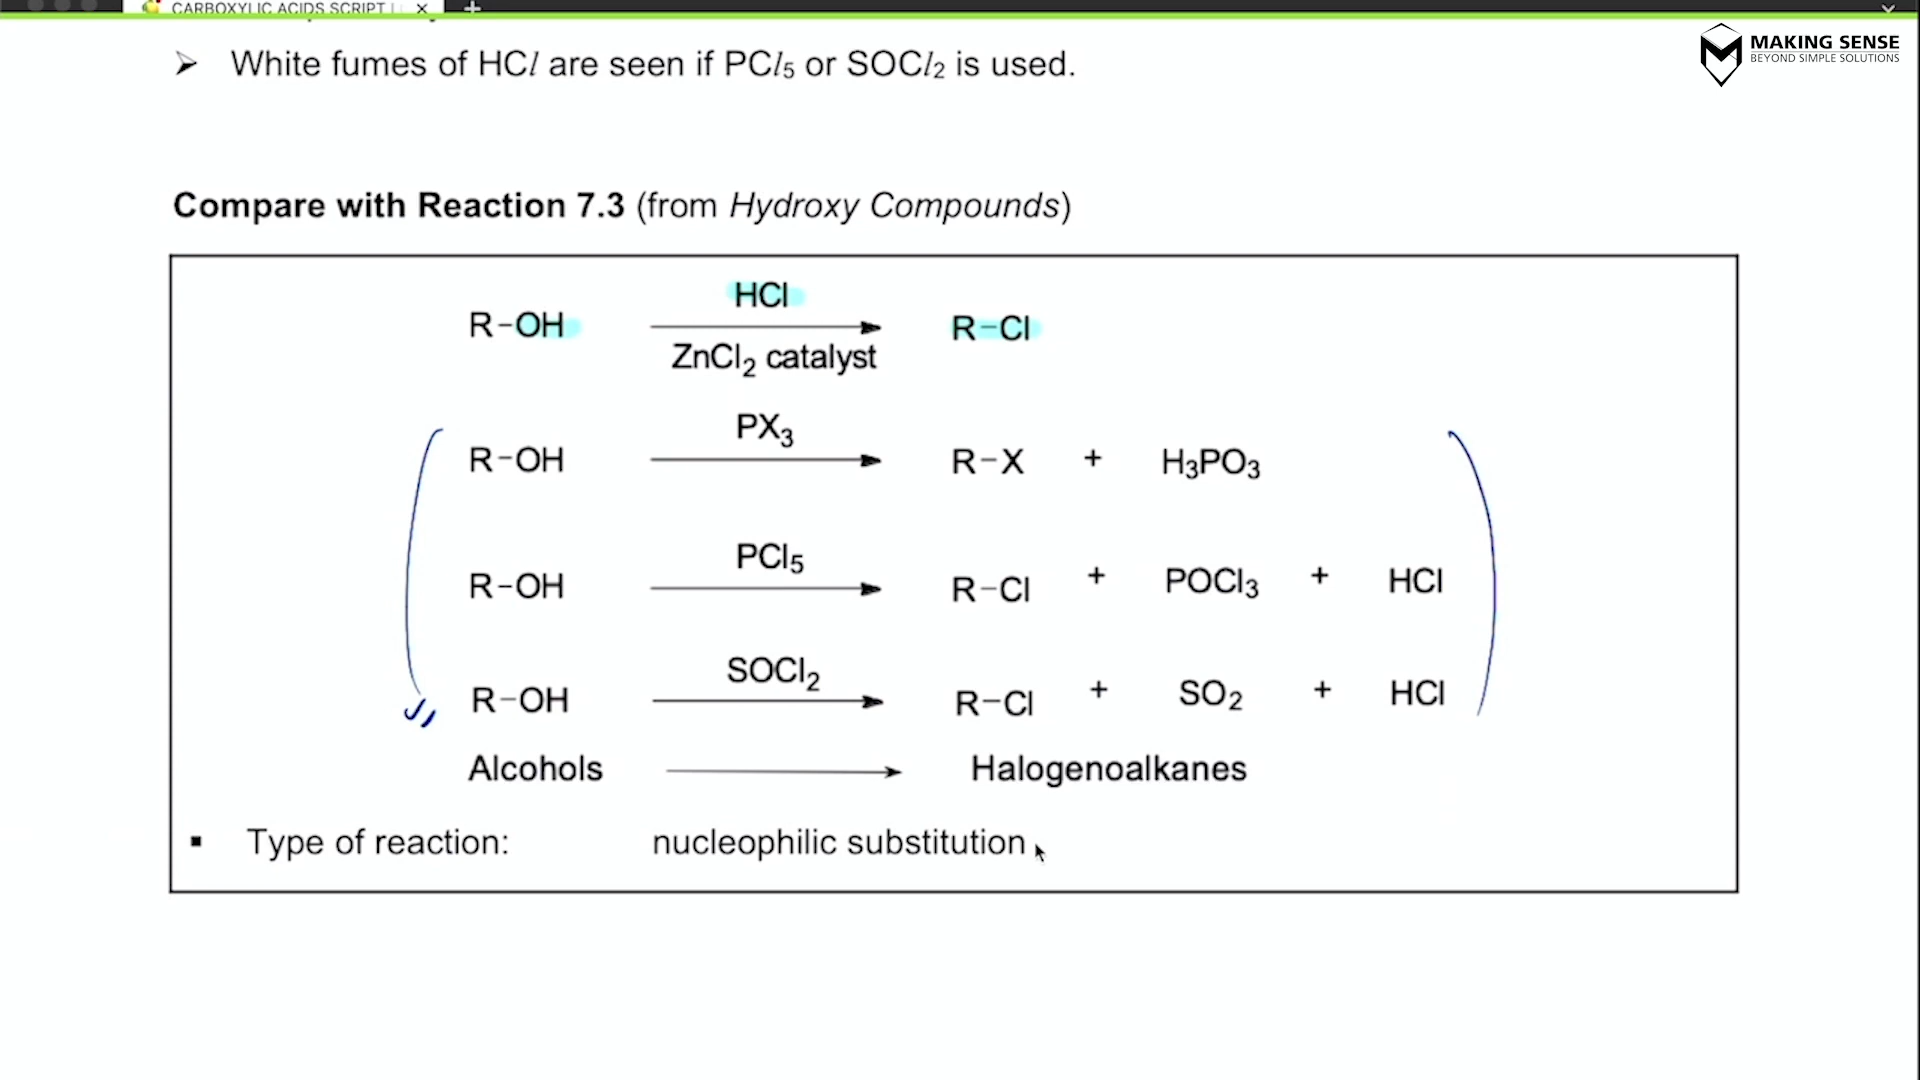 CARBOXYLIC ACIDS SCRIPT
MAKING SENSE
BEYOND SIMPLE SOLUTIONS
➢ White fumes of HCl are seen if PCl₅ or SOCl₂ is used.
Compare with Reaction 7.3 (from Hydroxy Compounds)
HCl
R–OH R–Cl
ZnCl₂ catalyst
PX₃
R–OH R–X + H₃PO₃
PCl₅
R–OH R–Cl + POCl₃ + HCl
SOCl₂
R–OH R–Cl + SO₂ + HCl
Alcohols Halogenoalkanes
▪ Type of reaction: nucleophilic substitution